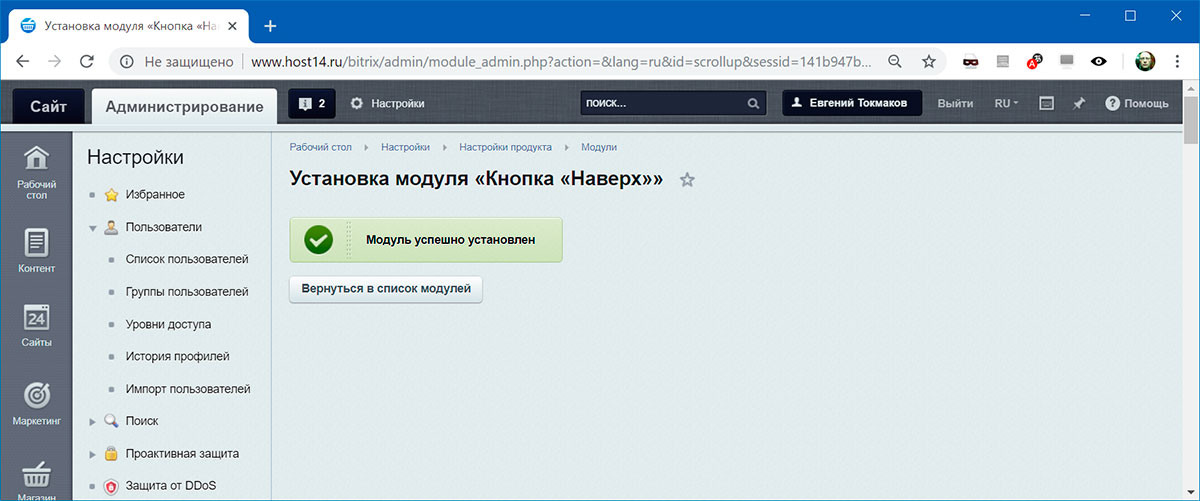 Установка модуля «Кнопка «На
Не защищено
www.host14.ru/bitrix/admin/module_admin.php?action=&lang=ru&id=scrollup&sessid=141b947b...
Сайт
Администрирование
2
Настройки
поиск...
Евгений Токмаков
Выйти
RU
Помощь
Рабочий стол
Контент
24
Сайты
Маркетинг
Магазин
Настройки
Избранное
Пользователи
Список пользователей
Группы пользователей
Уровни доступа
История профилей
Импорт пользователей
Поиск
Проактивная защита
Защита от DDoS
Рабочий стол
Настройки
Настройки продукта
Модули
Установка модуля «Кнопка «Наверх»»
Модуль успешно установлен
Вернуться в список модулей